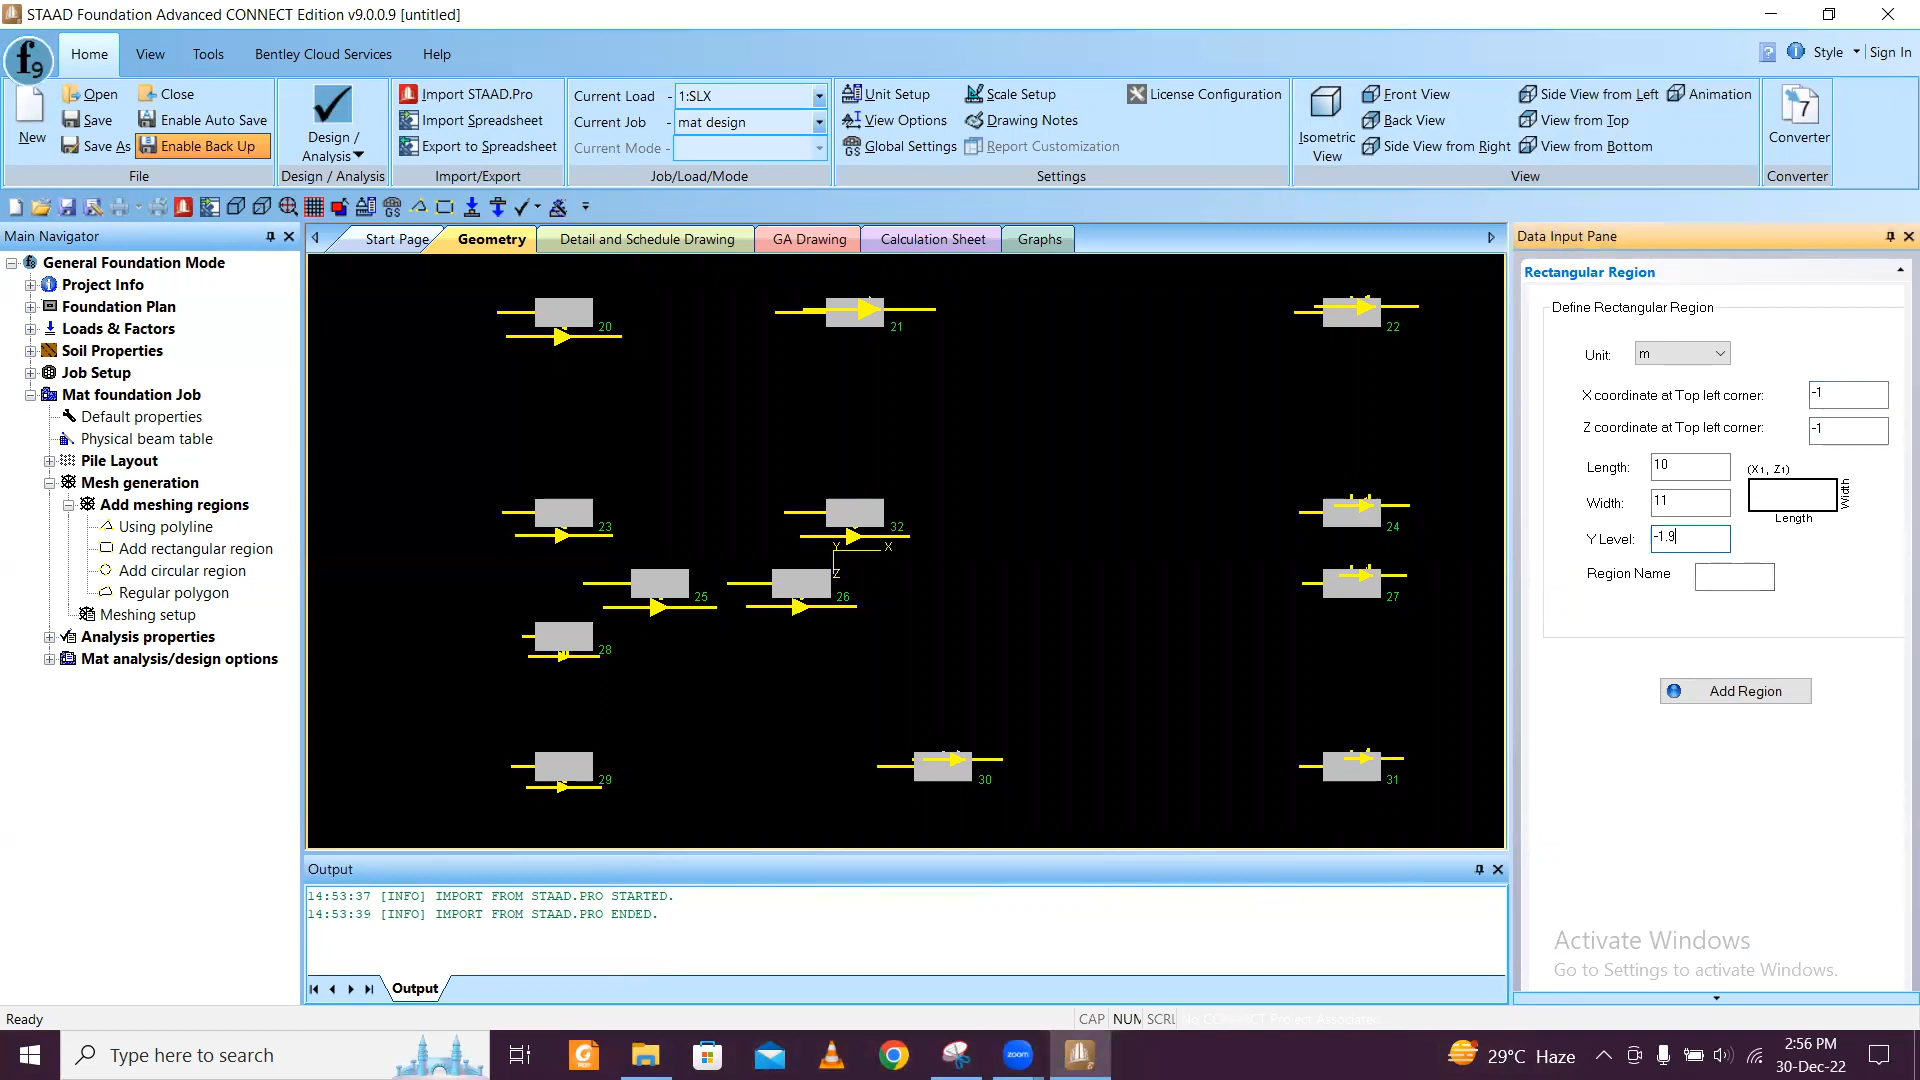 STAAD Foundation Advanced CONNECT Edition v9.0.0.9 [untitled]
Home View Tools Bentley Cloud Services Help
Style Sign In
New
Open
Save
Save As
Close
Enable Auto Save
Enable Back Up
File
Design /
Analysis
Design / Analysis
Import STAAD.Pro
Import Spreadsheet
Export to Spreadsheet
Import/Export
Current Load - 1:SLX
Current Job - mat design
Current Mode -
Job/Load/Mode
Unit Setup
View Options
Global Settings
Scale Setup
Drawing Notes
Report Customization
License Configuration
Settings
Isometric
View
Front View
Back View
Side View from Right
Side View from Left
View from Top
View from Bottom
Animation
View
7
Converter
Converter
Main Navigator
General Foundation Mode
Project Info
Foundation Plan
Loads & Factors
Soil Properties
Job Setup
Mat foundation Job
Default properties
Physical beam table
Pile Layout
Mesh generation
Add meshing regions
Using polyline
Add rectangular region
Add circular region
Regular polygon
Meshing setup
Analysis properties
Mat analysis/design options
Start Page Geometry Detail and Schedule Drawing GA Drawing Calculation Sheet Graphs
20 21 22
23 32 24
Y X
Z
25 26 27
28
29 30 31
Output
14:53:37 [INFO] IMPORT FROM STAAD.PRO STARTED.
14:53:39 [INFO] IMPORT FROM STAAD.PRO ENDED.
Output
Data Input Pane
Rectangular Region
Define Rectangular Region
Unit: m
X coordinate at Top left corner: -1
Z coordinate at Top left corner: -1
Length: 10
(X1, Z1)
Width: 11
Width
Length
Y Level: -1.9
Region Name
Add Region
Activate Windows
Go to Settings to activate Windows.
Ready
CAP NUM SCRL
Type here to search
zoom
29°C Haze
2:56 PM
30-Dec-22